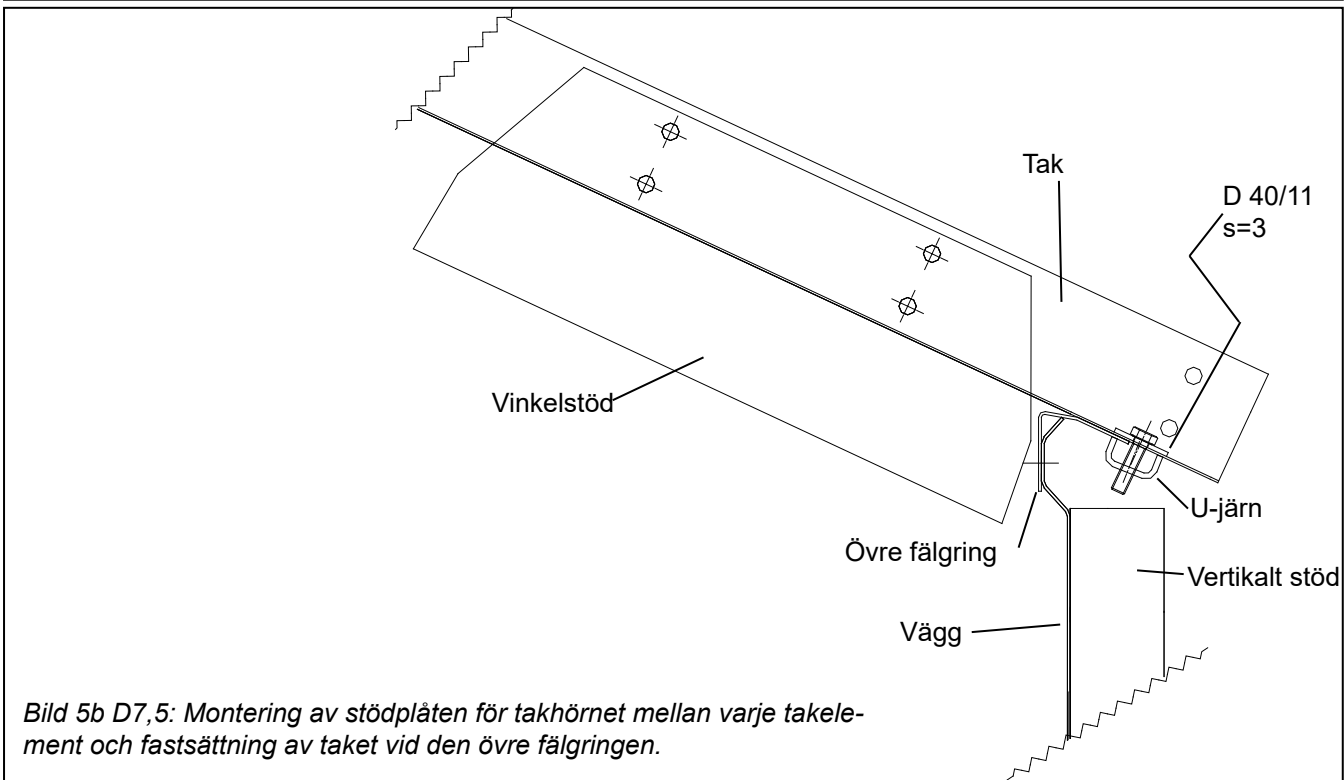 Tak
D 40/11
s=3
Vinkelstöd
U-järn
Övre fälgring
Vertikalt stöd
Vägg
Bild 5b D7,5: Montering av stödplåten för takhörnet mellan varje takele-
ment och fastsättning av taket vid den övre fälgringen.